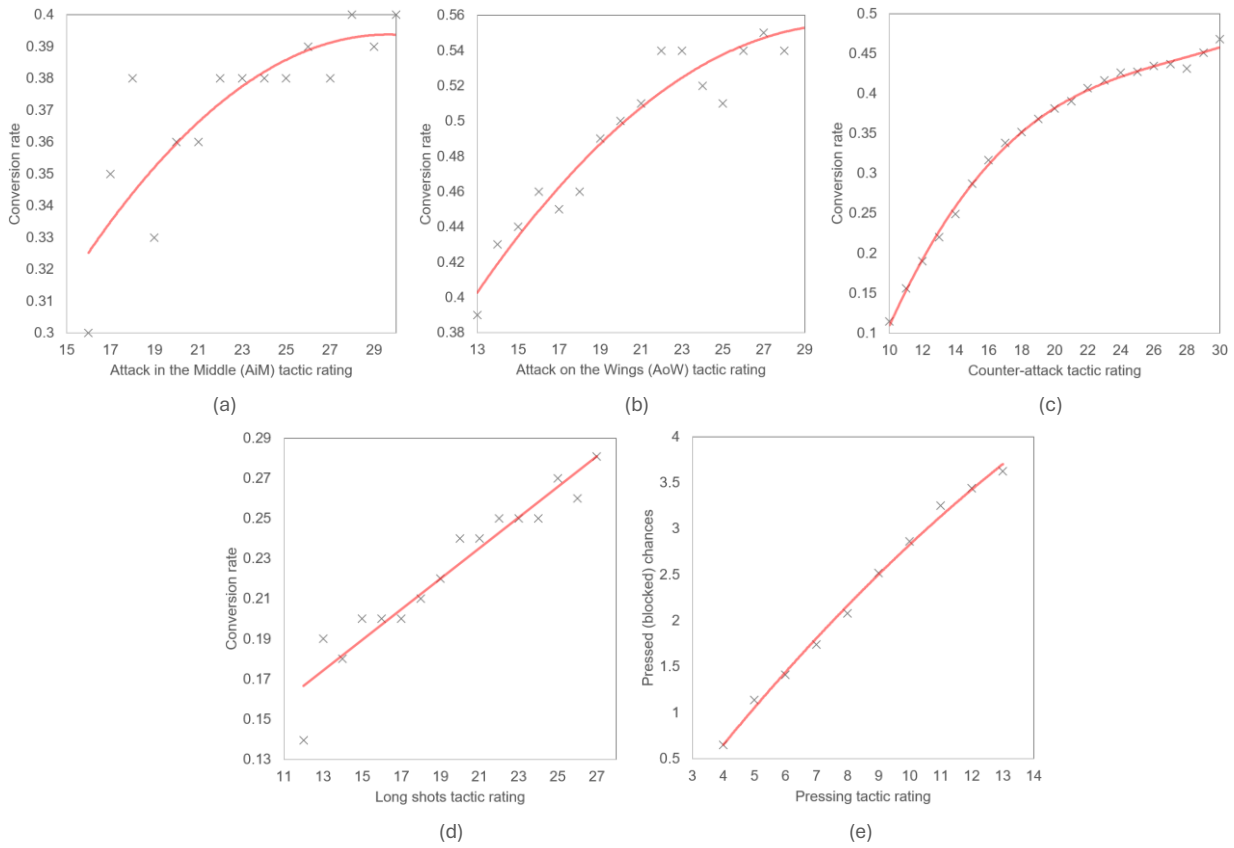 0.4
0.39
0.38
0.37
0.36
0.35
0.34
0.33
0.32
0.31
0.3
Conversion rate
15 17 19 21 23 25 27 29
Attack in the Middle (AiM) tactic rating
(a)
0.56
0.54
0.52
0.5
0.48
0.46
0.44
0.42
0.4
0.38
Conversion rate
13 15 17 19 21 23 25 27 29
Attack on the Wings (AoW) tactic rating
(b)
0.5
0.45
0.4
0.35
0.3
0.25
0.2
0.15
0.1
Conversion rate
10 12 14 16 18 20 22 24 26 28 30
Counter-attack tactic rating
(c)
0.29
0.27
0.25
0.23
0.21
0.19
0.17
0.15
0.13
Conversion rate
11 13 15 17 19 21 23 25 27
Long shots tactic rating
(d)
4
3.5
3
2.5
2
1.5
1
0.5
Pressed (blocked) chances
3 4 5 6 7 8 9 10 11 12 13 14
Pressing tactic rating
(e)